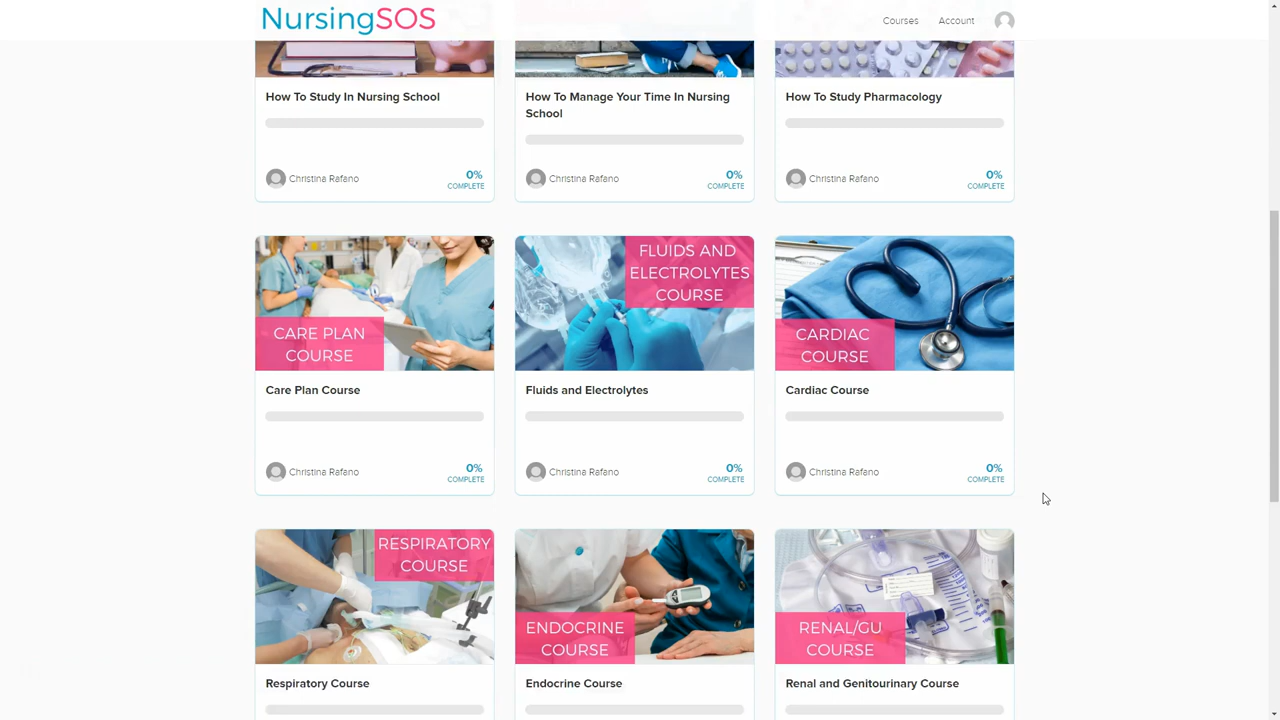 NursingSOS
Courses
Account
How To Study In Nursing School
How To Manage Your Time In Nursing
School
How To Study Pharmacology
Christina Rafano
0%
COMPLETE
Christina Rafano
0%
COMPLETE
Christina Rafano
0%
COMPLETE
CARE PLAN
COURSE
FLUIDS AND
ELECTROLYTES
COURSE
CARDIAC
COURSE
Care Plan Course
Fluids and Electrolytes
Cardiac Course
Christina Rafano
0%
COMPLETE
Christina Rafano
0%
COMPLETE
Christina Rafano
0%
COMPLETE
RESPIRATORY
COURSE
ENDOCRINE
COURSE
RENAL/GU
COURSE
Respiratory Course
Endocrine Course
Renal and Genitourinary Course